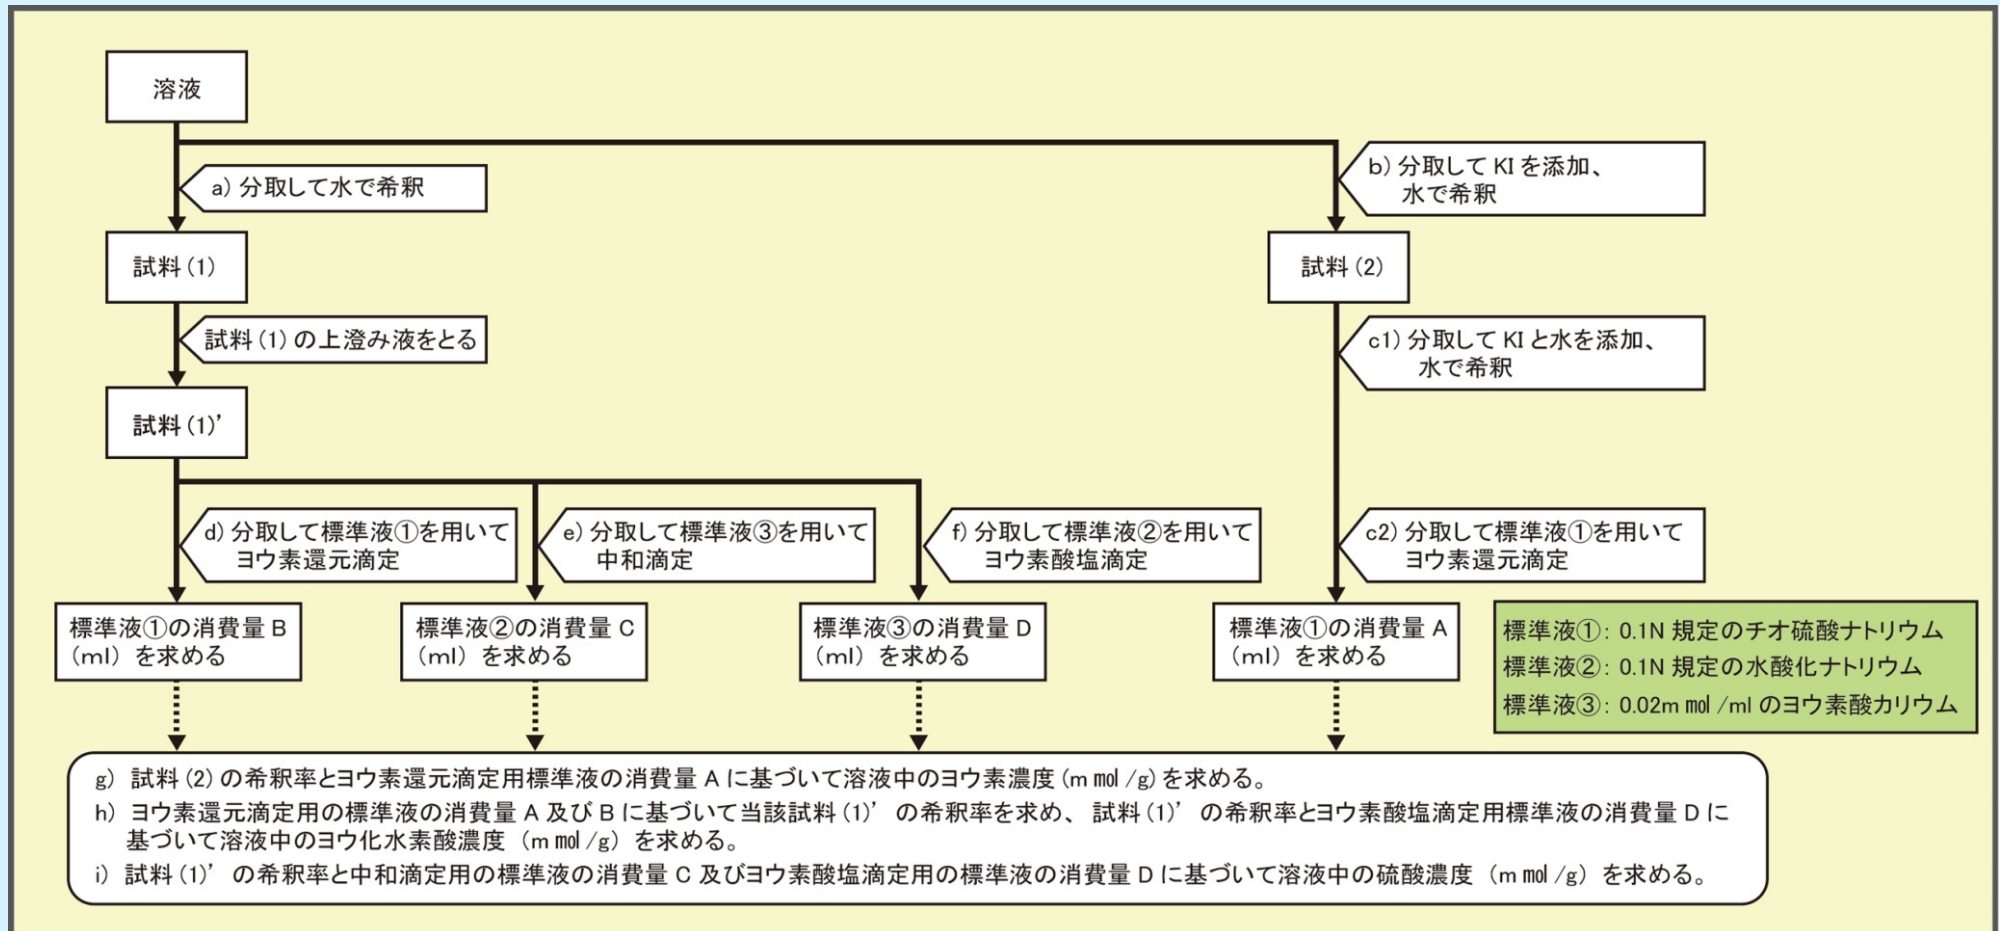 溶液
a) 分取して水で希釈
b) 分取して KI を添加、
水で希釈
試料(1)
試料(2)
試料(1)の上澄み液をとる
c1) 分取して KI と水を添加、
水で希釈
試料(1)’
d) 分取して標準液①を用いて
ヨウ素還元滴定
e) 分取して標準液③を用いて
中和滴定
f) 分取して標準液②を用いて
ヨウ素酸塩滴定
c2) 分取して標準液①を用いて
ヨウ素還元滴定
標準液①の消費量 B
(ml) を求める
標準液②の消費量 C
(ml) を求める
標準液③の消費量 D
(ml) を求める
標準液①の消費量 A
(ml) を求める
標準液①: 0.1N 規定のチオ硫酸ナトリウム
標準液②: 0.1N 規定の水酸化ナトリウム
標準液③: 0.02m mol /ml のヨウ素酸カリウム
g) 試料(2)の希釈率とヨウ素還元滴定用標準液の消費量 A に基づいて溶液中のヨウ素濃度(m mol /g)を求める。
h) ヨウ素還元滴定用の標準液の消費量 A 及び B に基づいて当該試料(1)’の希釈率を求め、試料(1)’の希釈率とヨウ素酸塩滴定用標準液の消費量 D に
基づいて溶液中のヨウ化水素酸濃度 (m mol /g) を求める。
i) 試料(1)’の希釈率と中和滴定用の標準液の消費量 C 及びヨウ素酸塩滴定用の標準液の消費量 D に基づいて溶液中の硫酸濃度 (m mol /g) を求める。